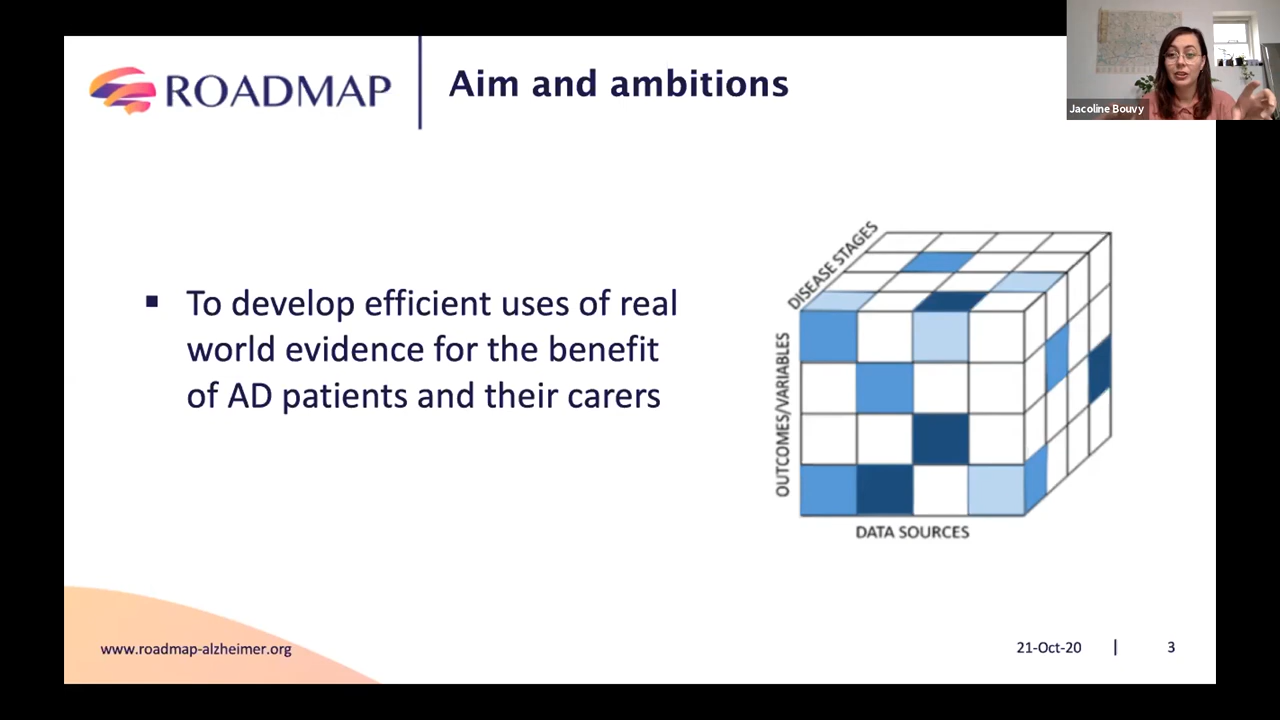 ROADMAP
Aim and ambitions
Jacoline Bouvy
▪ To develop efficient uses of real
world evidence for the benefit
of AD patients and their carers
DISEASE STAGES
OUTCOMES/VARIABLES
DATA SOURCES
www.roadmap-alzheimer.org
21-Oct-20 | 3